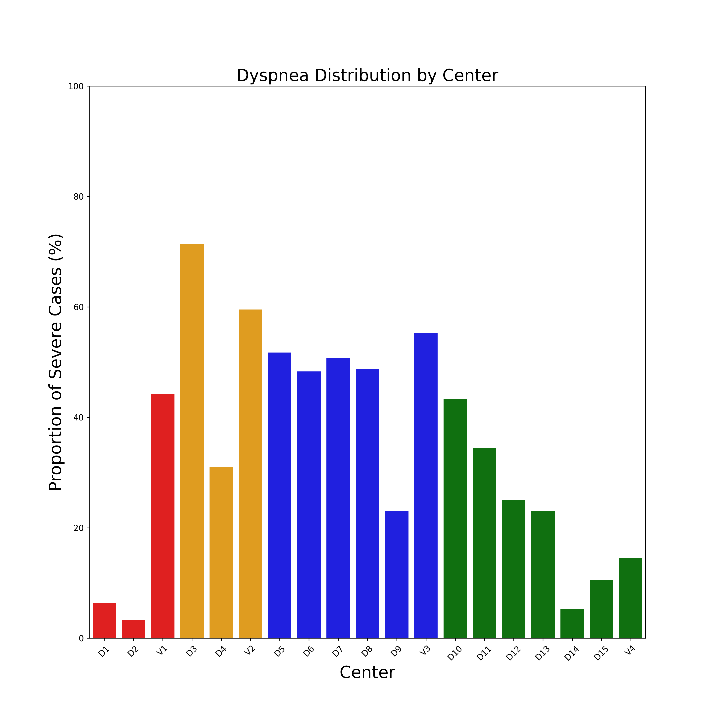 Dyspnea Distribution by Center
Proportion of Severe Cases (%)
100
80
60
40
20
0
D1 D2 V1 D3 D4 V2 D5 D6 D7 D8 D9 V3 D10 D11 D12 D13 D14 D15 V4
Center